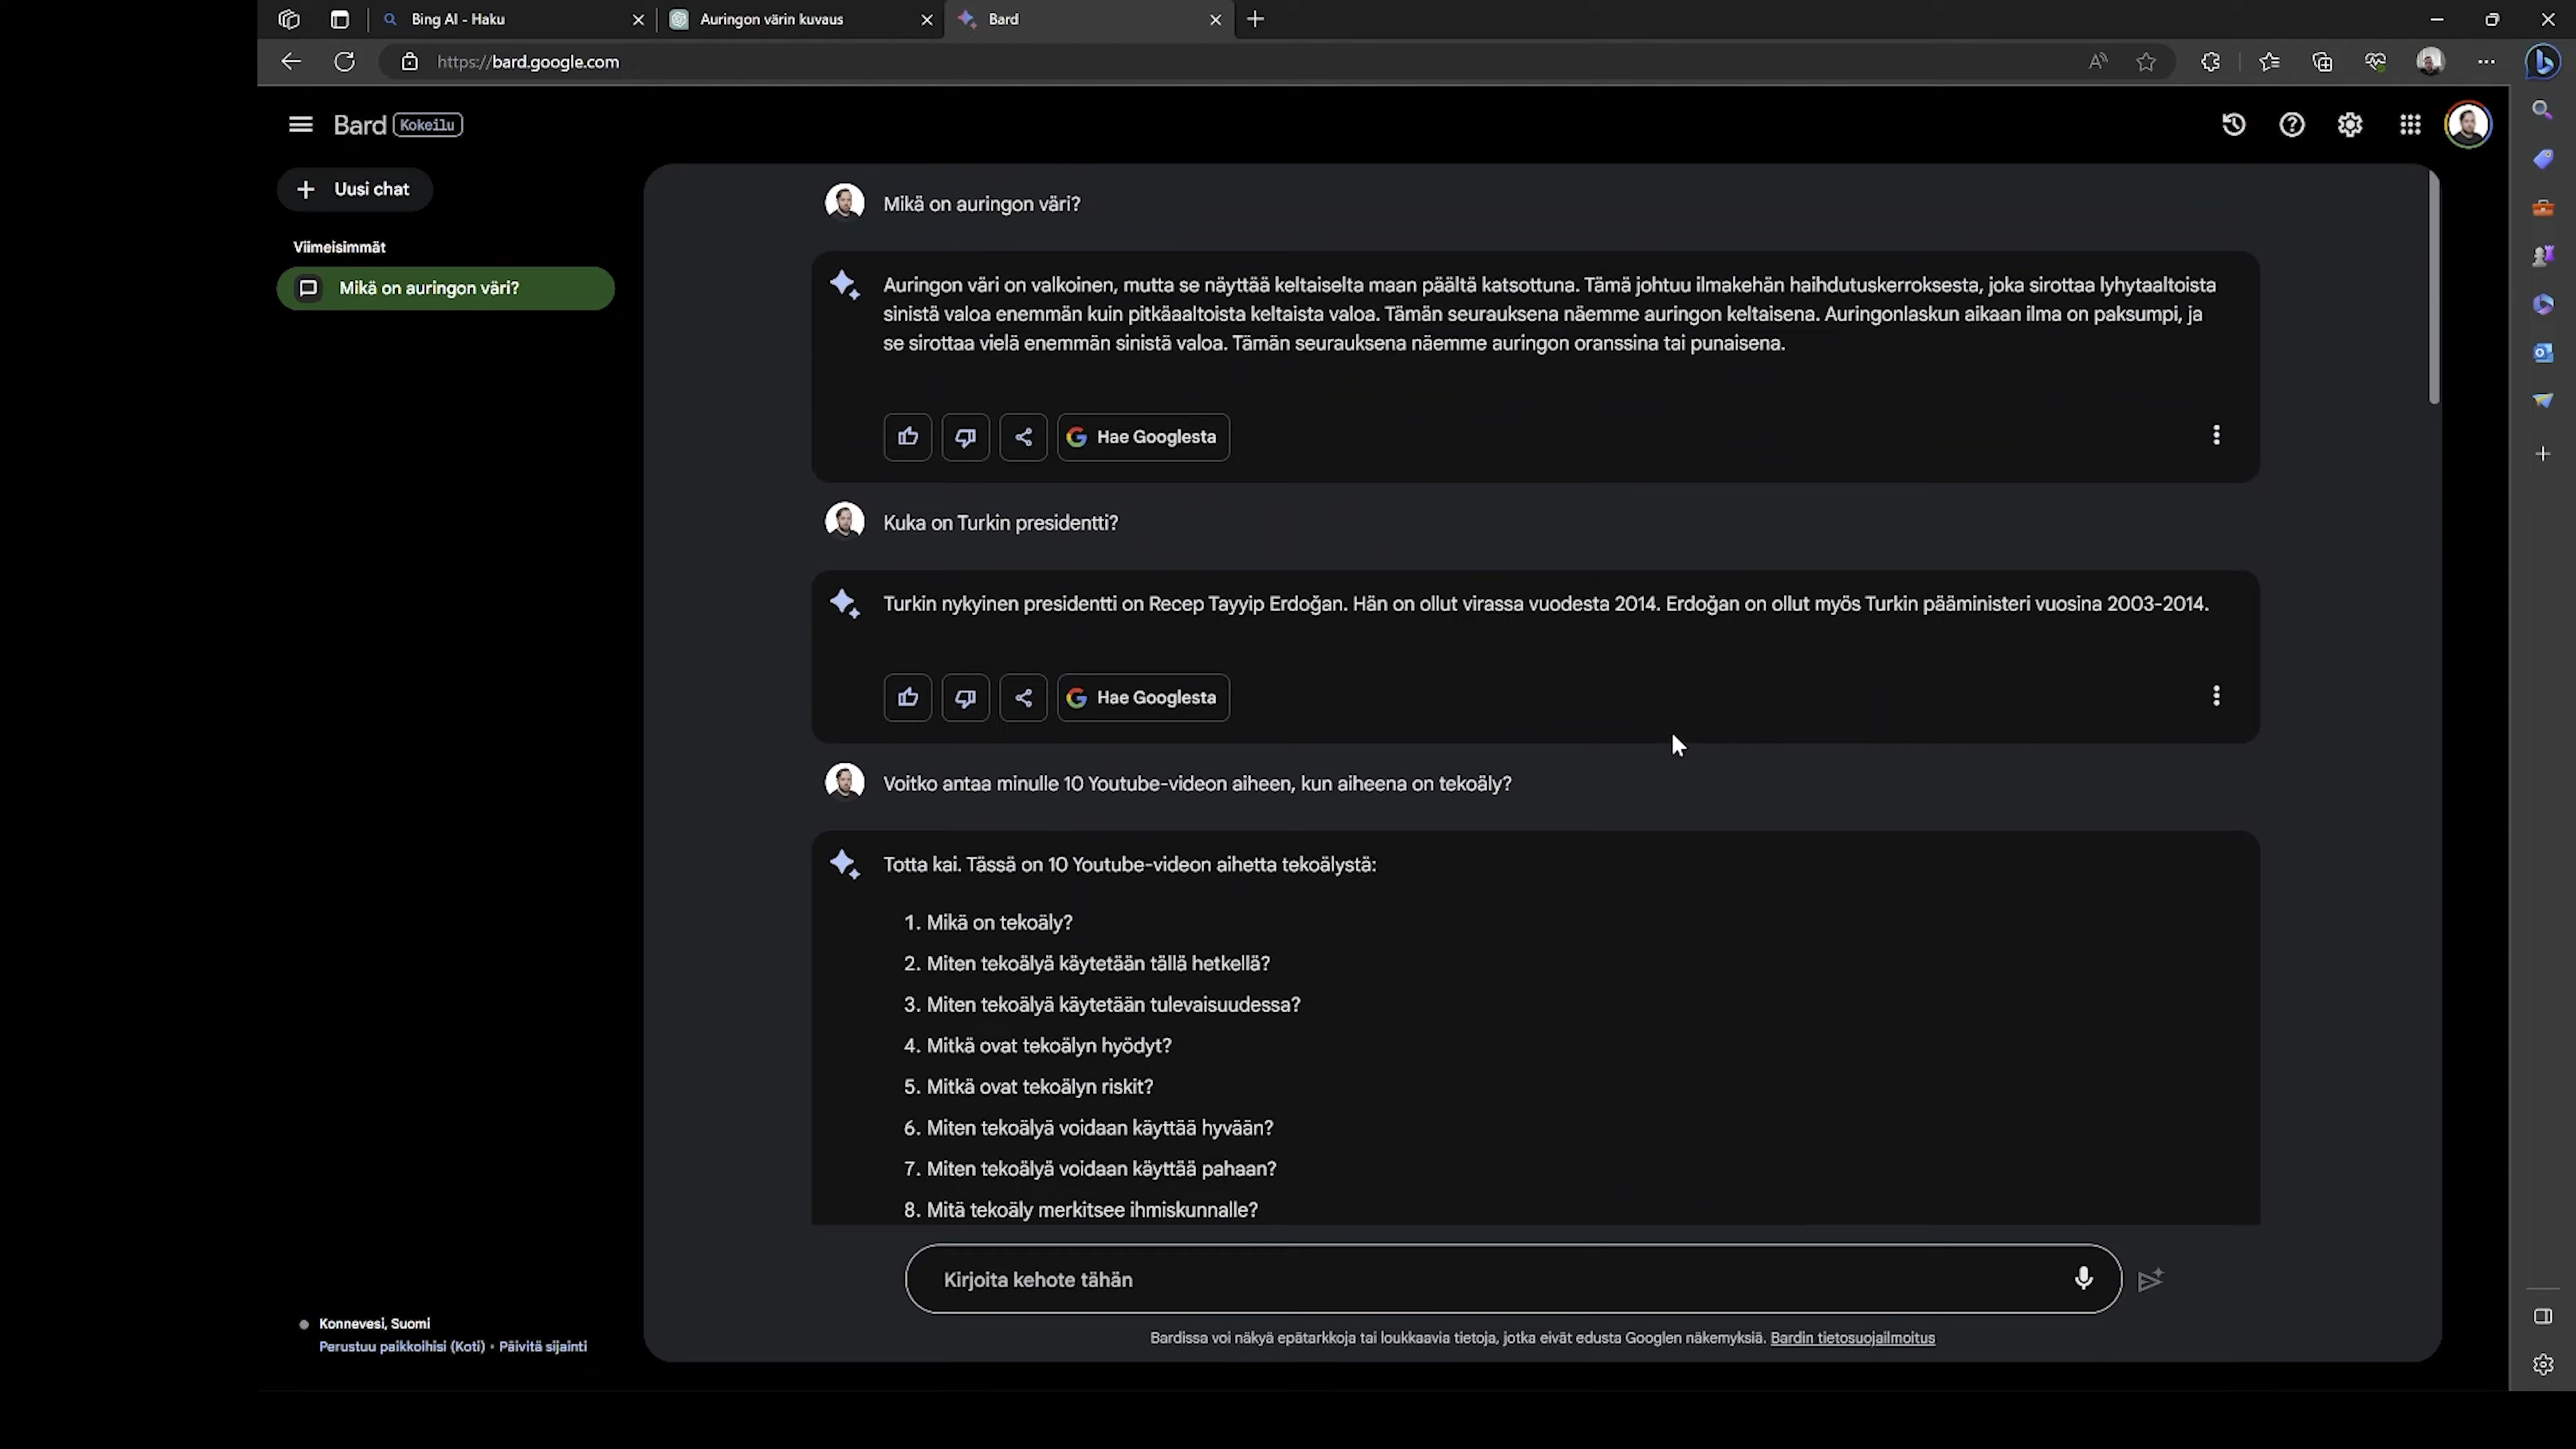 Bing AI - Haku
Auringon värin kuvaus
Bard
https://bard.google.com
Bard Kokeilu
Uusi chat
Viimeisimmät
Mikä on auringon väri?
Mikä on auringon väri?
Auringon väri on valkoinen, mutta se näyttää keltaiselta maan päältä katsottuna. Tämä johtuu ilmakehän haihdutuskerroksesta, joka sirottaa lyhytaaltoista
sinistä valoa enemmän kuin pitkäaaltoista keltaista valoa. Tämän seurauksena näemme auringon keltaisena. Auringonlaskun aikaan ilma on paksumpi, ja
se sirottaa vielä enemmän sinistä valoa. Tämän seurauksena näemme auringon oranssina tai punaisena.
Hae Googlesta
Kuka on Turkin presidentti?
Turkin nykyinen presidentti on Recep Tayyip Erdoğan. Hän on ollut virassa vuodesta 2014. Erdoğan on ollut myös Turkin pääministeri vuosina 2003-2014.
Hae Googlesta
Voitko antaa minulle 10 Youtube-videon aiheen, kun aiheena on tekoäly?
Totta kai. Tässä on 10 Youtube-videon aihetta tekoälystä:
1. Mikä on tekoäly?
2. Miten tekoälyä käytetään tällä hetkellä?
3. Miten tekoälyä käytetään tulevaisuudessa?
4. Mitkä ovat tekoälyn hyödyt?
5. Mitkä ovat tekoälyn riskit?
6. Miten tekoälyä voidaan käyttää hyvään?
7. Miten tekoälyä voidaan käyttää pahaan?
8. Mitä tekoäly merkitsee ihmiskunnalle?
Kirjoita kehote tähän
Konnevesi, Suomi
Perustuu paikkoihisi (Koti) • Päivitä sijainti
Bardissa voi näkyä epätarkkoja tai loukkaavia tietoja, jotka eivät edusta Googlen näkemyksiä. Bardin tietosuojailmoitus